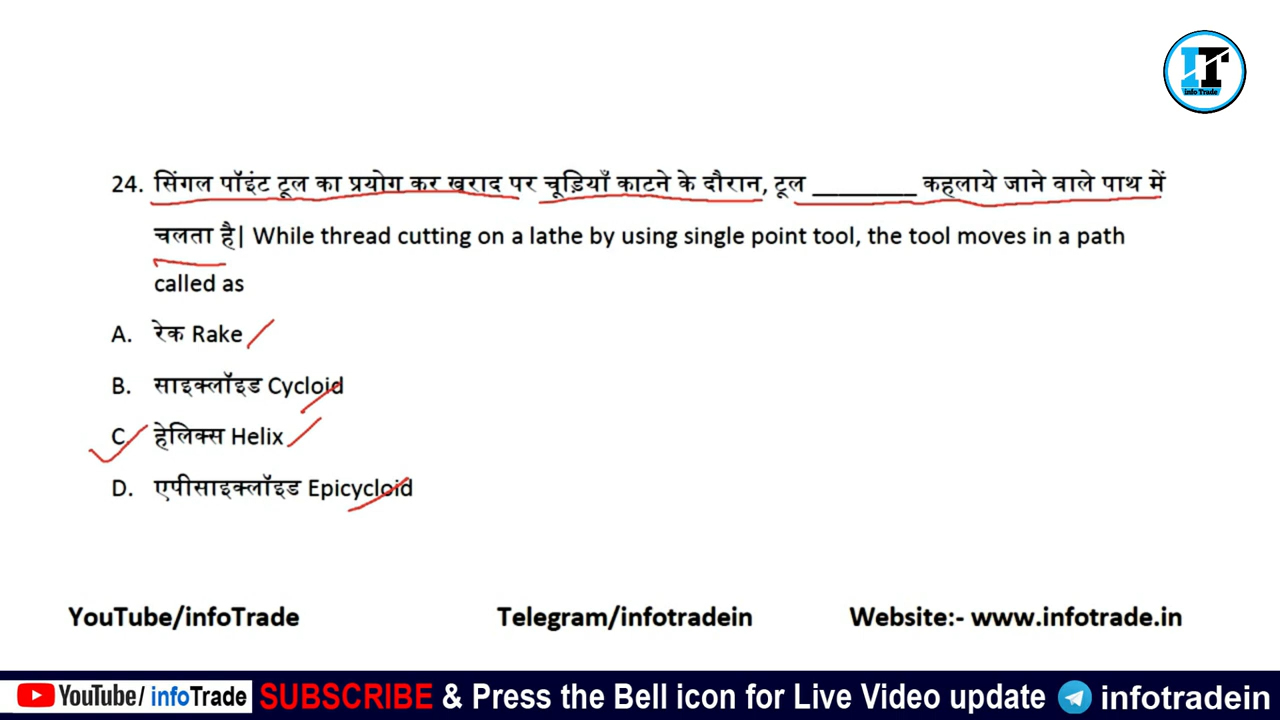 IT
info Trade
24. सिंगल पॉइंट टूल का प्रयोग कर खराद पर चूड़ियाँ काटने के दौरान, टूल ________ कहलाये जाने वाले पाथ में
चलता है| While thread cutting on a lathe by using single point tool, the tool moves in a path
called as
A. रेक Rake
B. साइक्लॉइड Cycloid
C. हेलिक्स Helix
D. एपीसाइक्लॉइड Epicycloid
YouTube/infoTrade Telegram/infotradein Website:- www.infotrade.in
YouTube/ infoTrade SUBSCRIBE & Press the Bell icon for Live Video update infotradein